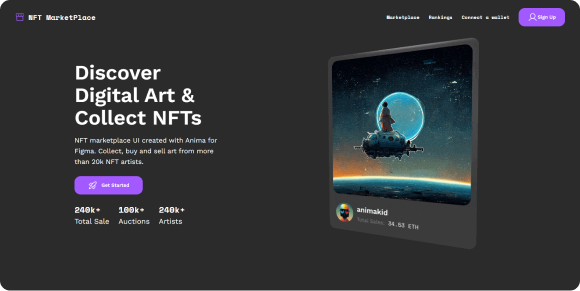 NFT MarketPlace
Marketplace
Rankings
Connect a wallet
Sign Up
Discover
Digital Art &
Collect NFTs
NFT marketplace UI created with Anima for
Figma. Collect, buy and sell art from more
than 20k NFT artists.
Get Started
240k+
100k+
240k+
Total Sale
Auctions
Artists
animakid
Total Sales:
34.53 ETH